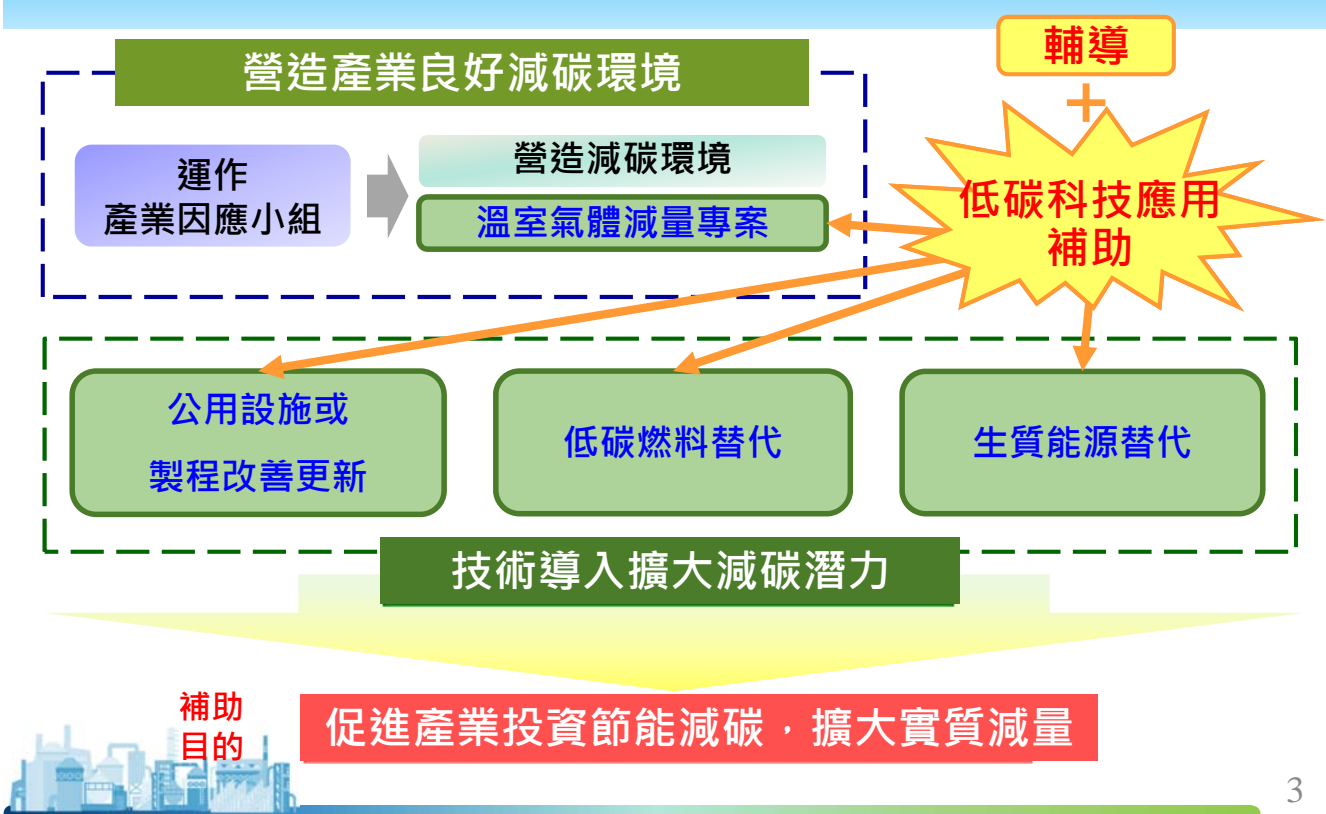 輔導
+
營造產業良好減碳環境
運作
產業因應小組
營造減碳環境
溫室氣體減量專案
低碳科技應用
補助
公用設施或
製程改善更新
低碳燃料替代
生質能源替代
技術導入擴大減碳潛力
補助
目的
促進產業投資節能減碳，擴大實質減量
3